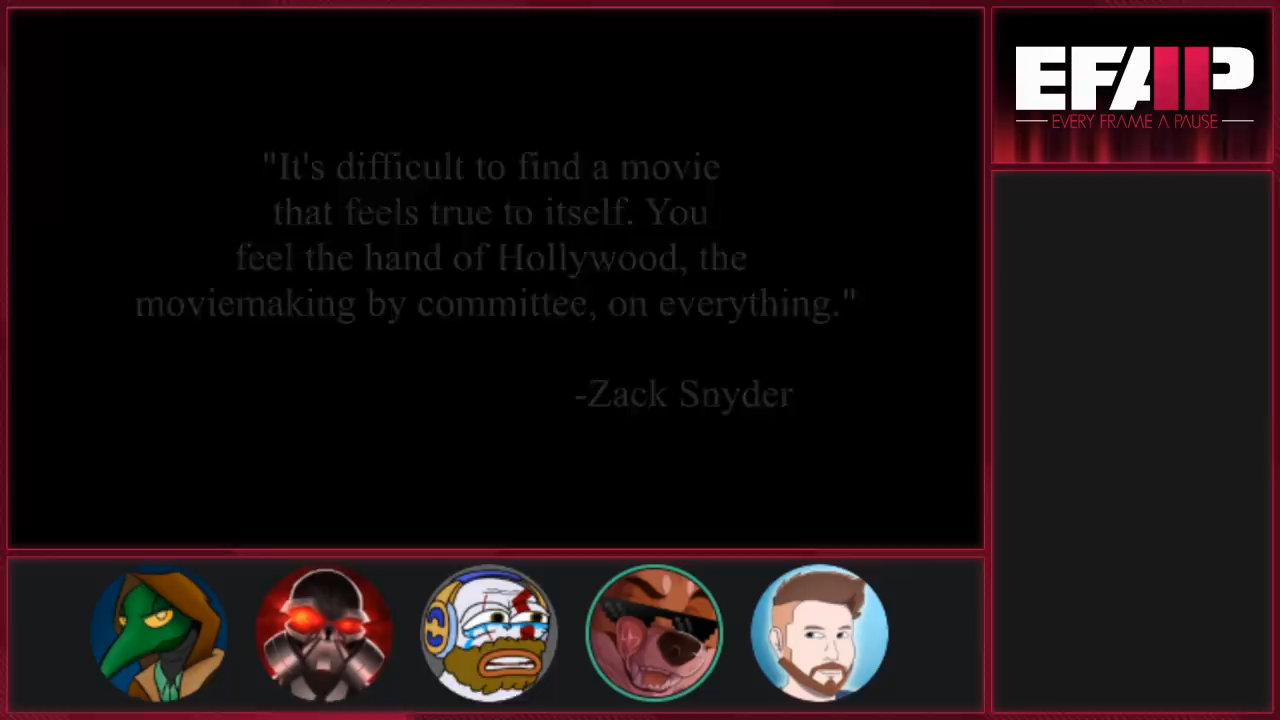 "It's difficult to find a movie
that feels true to itself. You
feel the hand of Hollywood, the
moviemaking by committee, on everything."
-Zack Snyder
EFAP
EVERY FRAME A PAUSE